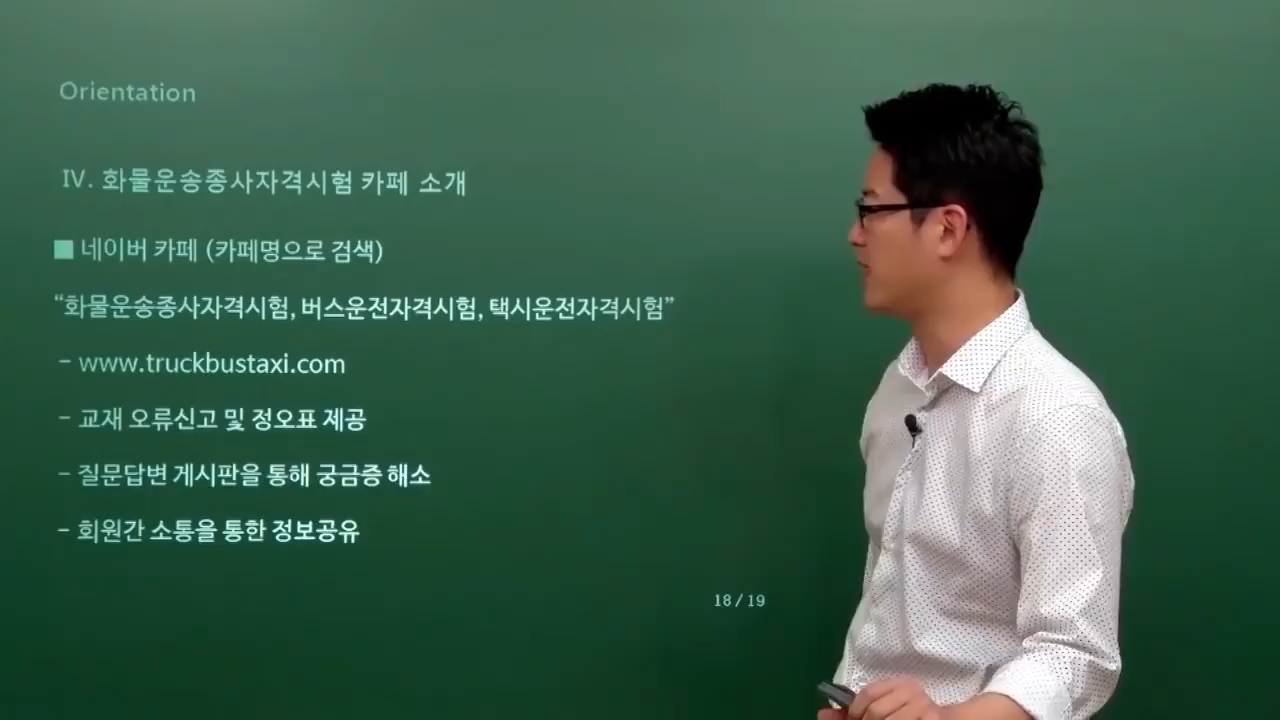 Orientation
Ⅳ. 화물운송종사자격시험 카페 소개
■ 네이버 카페 (카페명으로 검색)
“화물운송종사자격시험, 버스운전자격시험, 택시운전자격시험”
- www.truckbustaxi.com
- 교재 오류신고 및 정오표 제공
- 질문답변 게시판을 통해 궁금증 해소
- 회원간 소통을 통한 정보공유
18 / 19